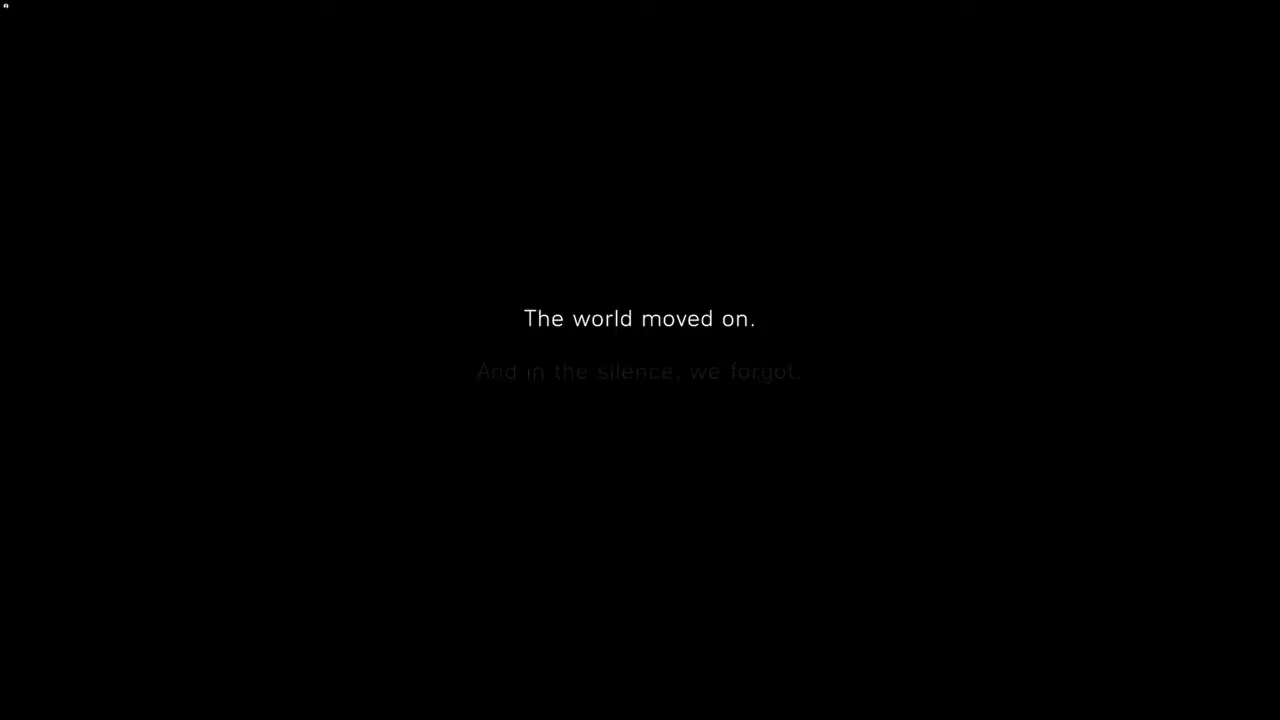 The world moved on.
And in the silence, we forgot.